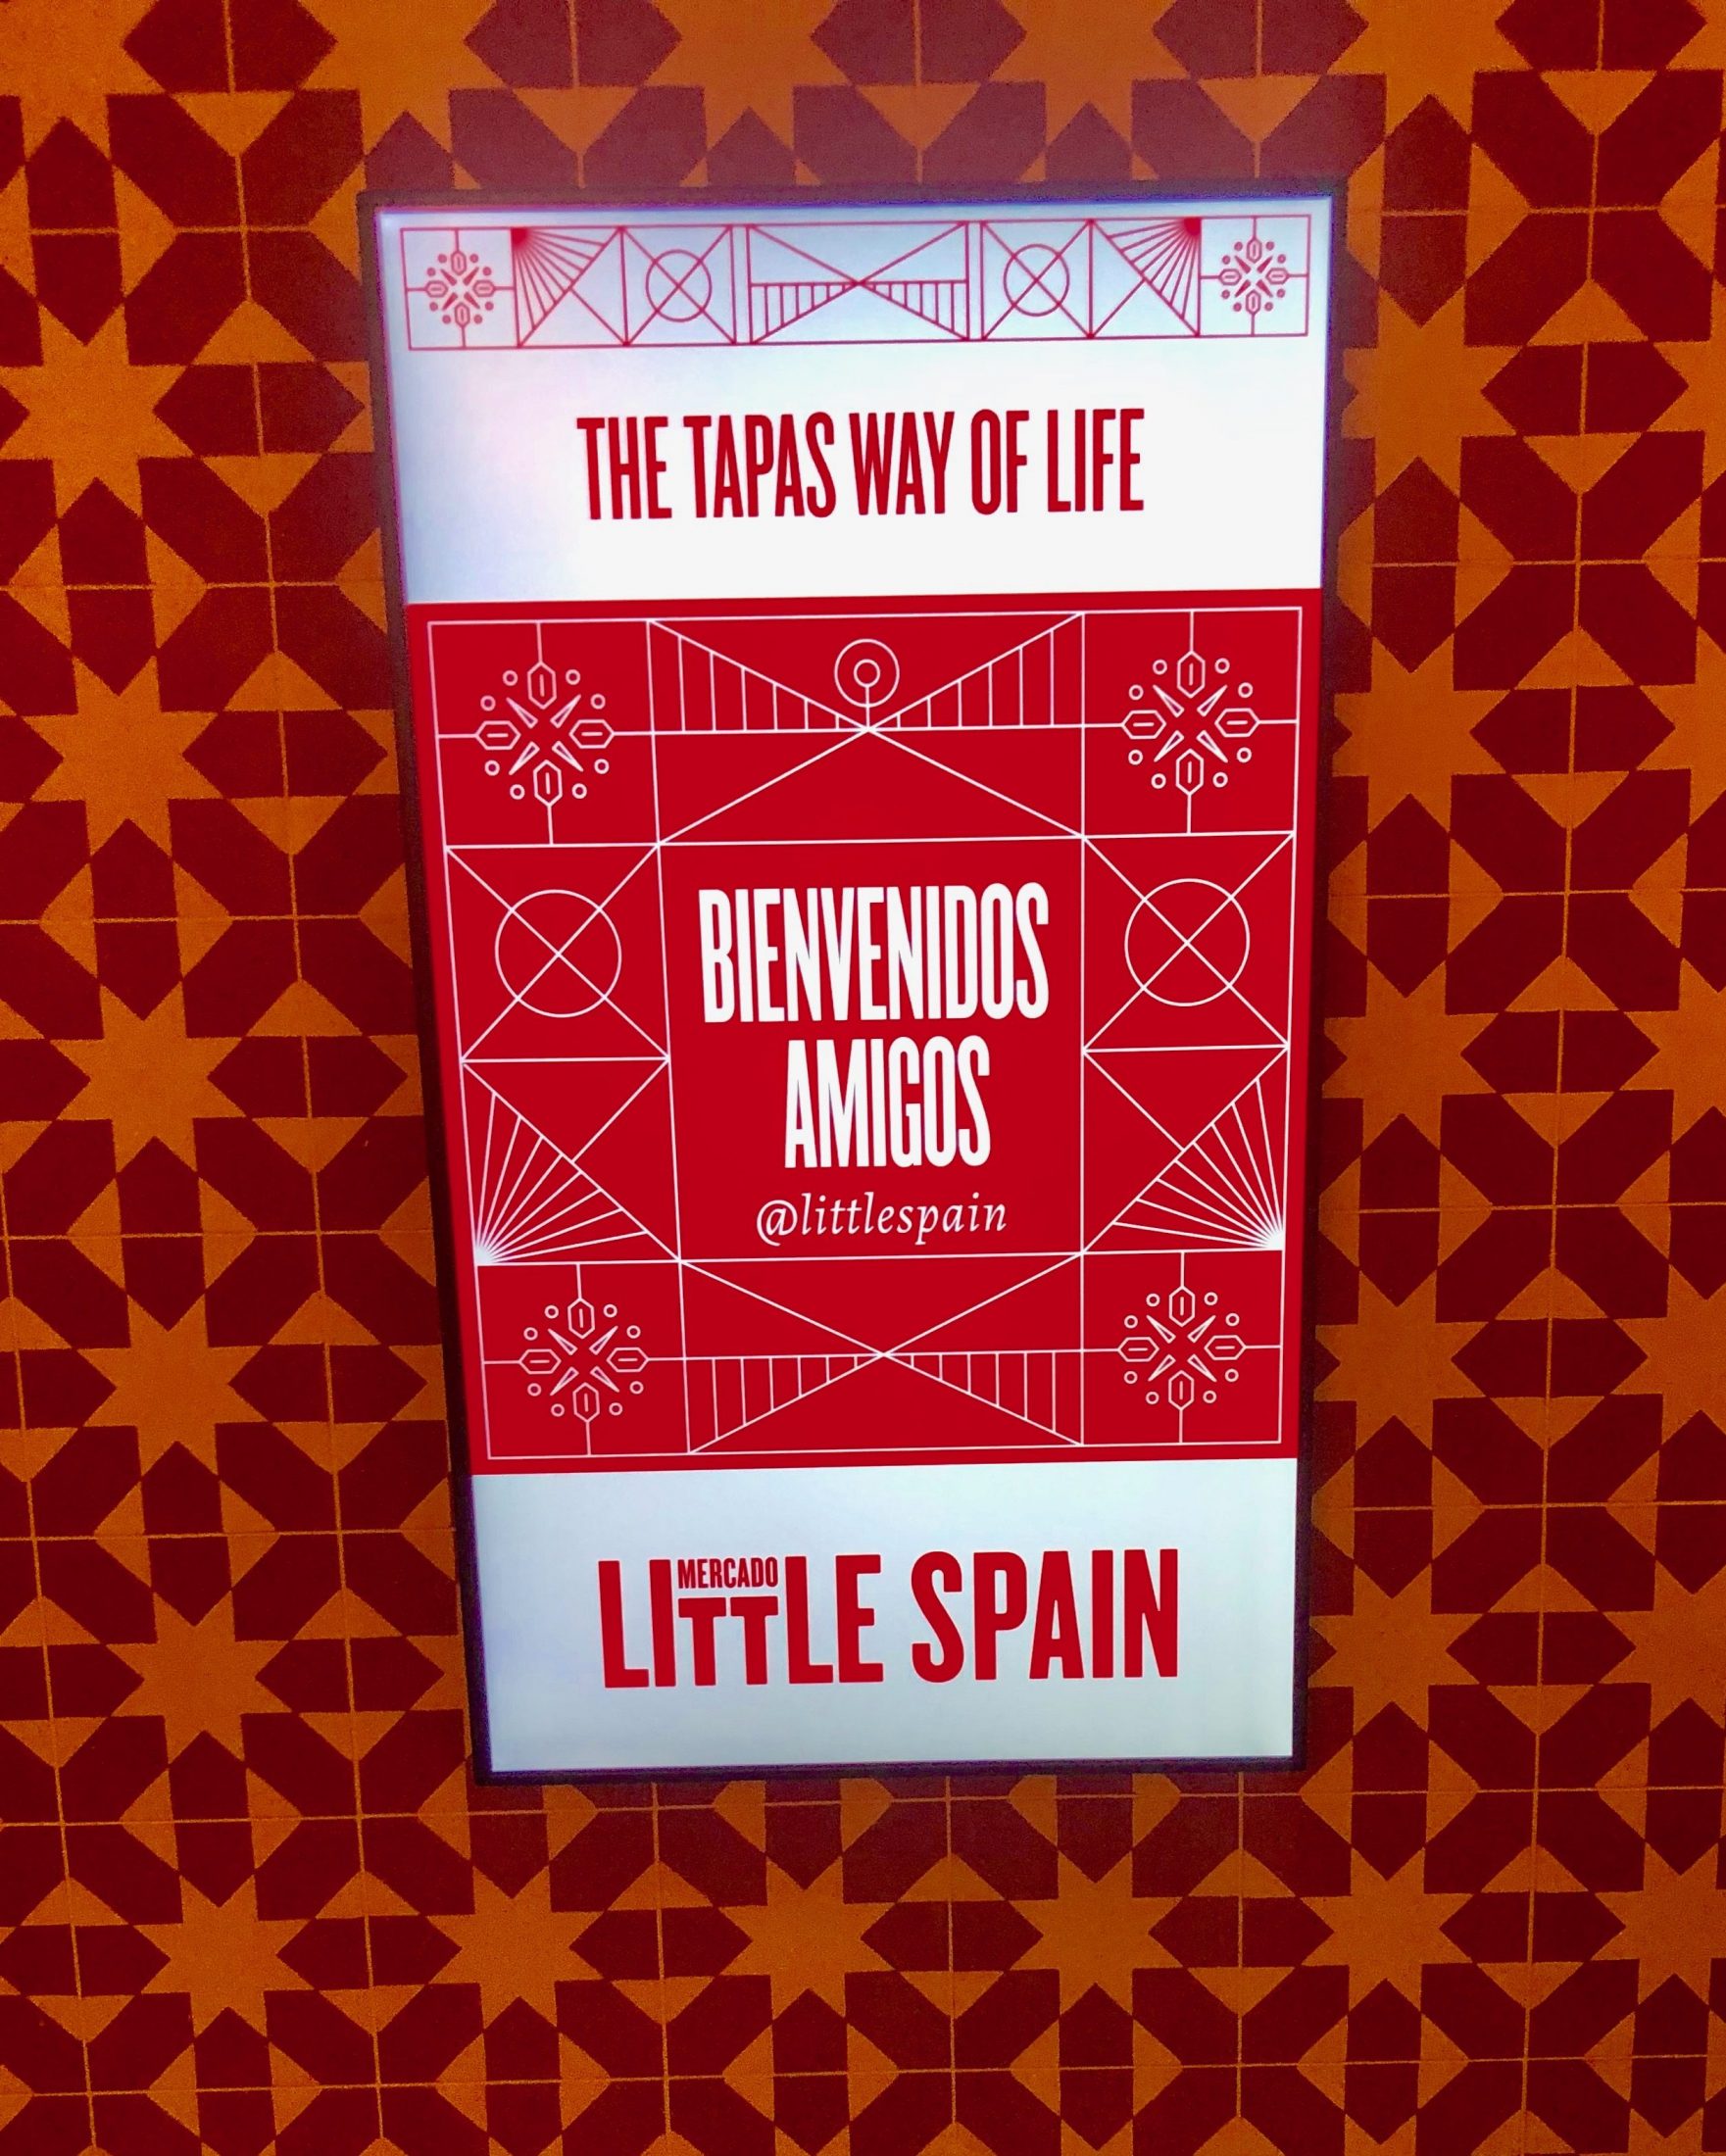 THE TAPAS WAY OF LIFE
BIENVENIDOS
AMIGOS
@littlespain
MERCADO
LITTLE SPAIN